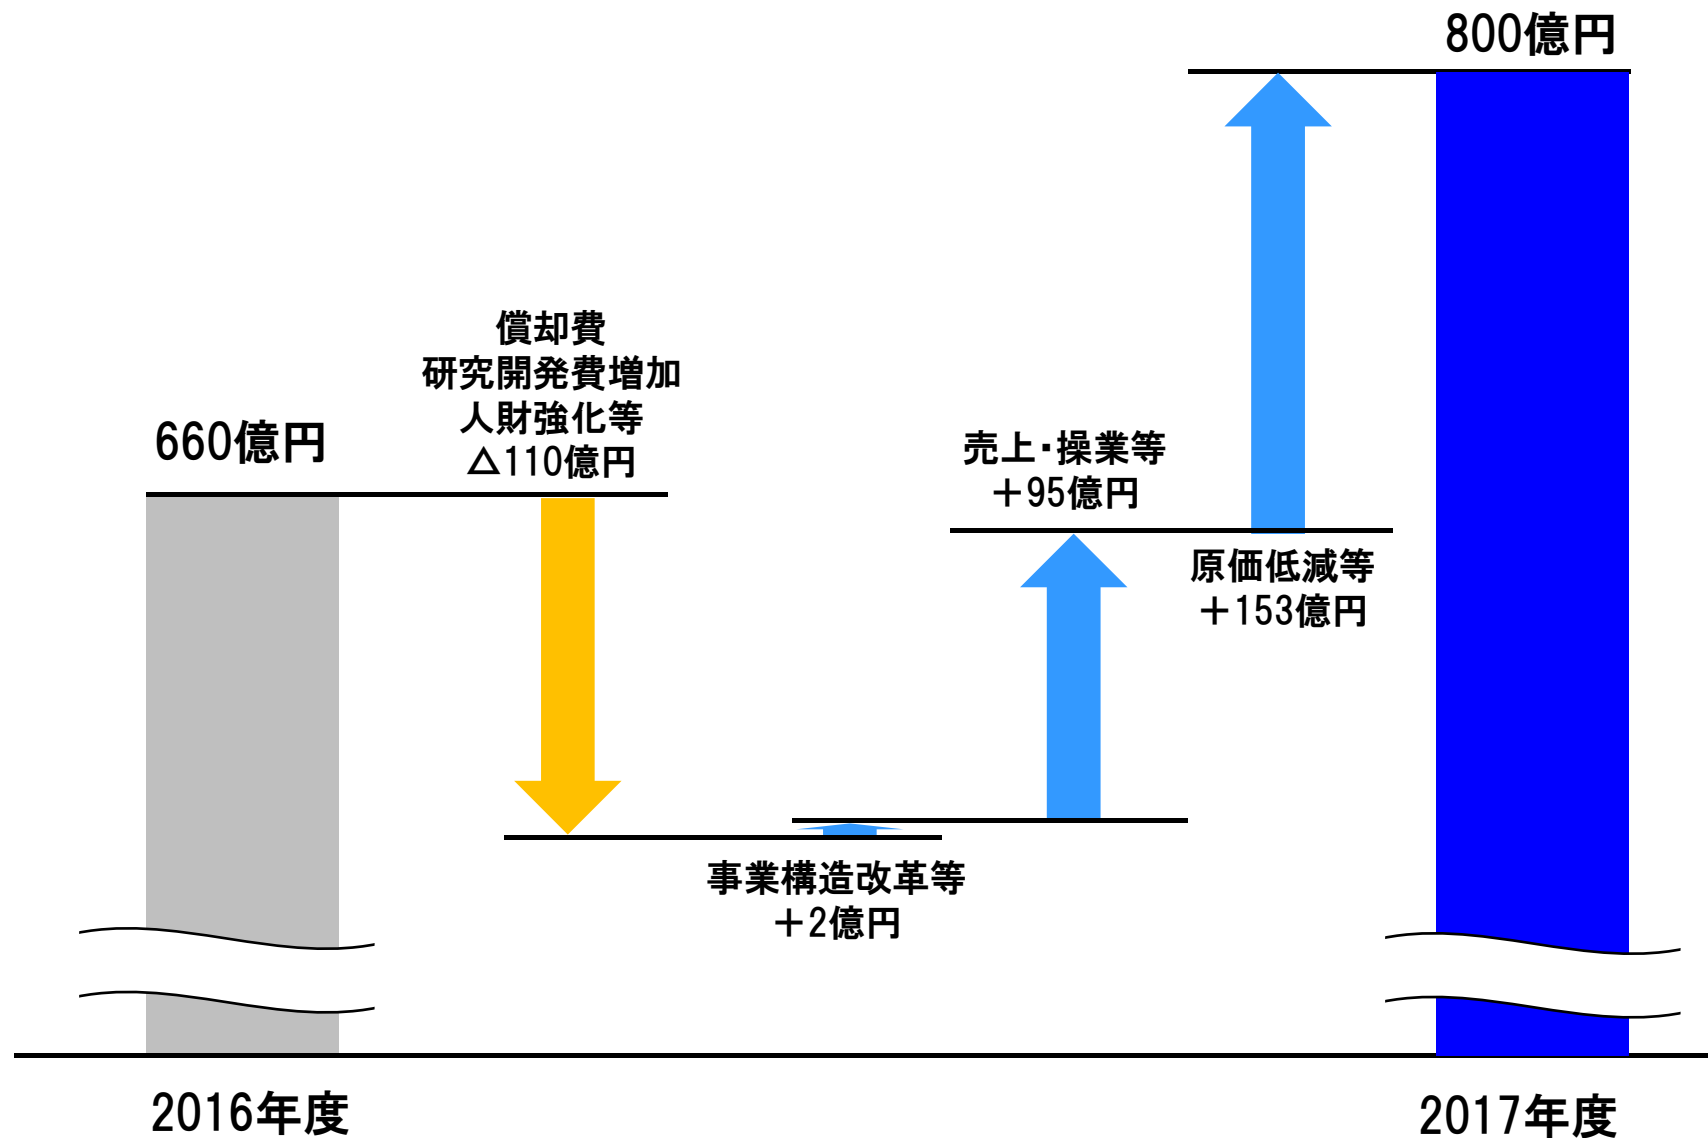 800億円
償却費
研究開発費増加
人財強化等
△110億円
660億円
売上・操業等
＋95億円
原価低減等
＋153億円
事業構造改革等
＋2億円
2016年度
2017年度